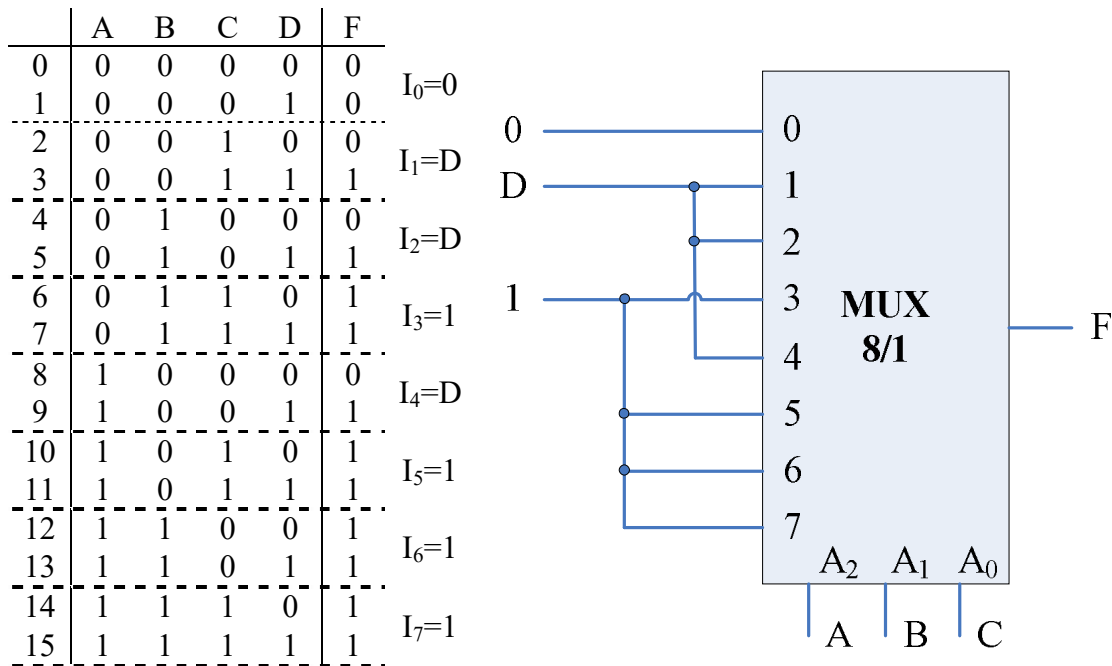 A B C D F
0 0 0 0 0 0
I₀=0
1 0 0 0 1 0
2 0 0 1 0 0
I₁=D
3 0 0 1 1 1
4 0 1 0 0 0
I₂=D
5 0 1 0 1 1
6 0 1 1 0 1
I₃=1
7 0 1 1 1 1
8 1 0 0 0 0
I₄=D
9 1 0 0 1 1
10 1 0 1 0 1
I₅=1
11 1 0 1 1 1
12 1 1 0 0 1
I₆=1
13 1 1 0 1 1
14 1 1 1 0 1
I₇=1
15 1 1 1 1 1
0 0
D 1
2
1 3
MUX
8/1
F
4
5
6
7
A₂ A₁ A₀
A B C